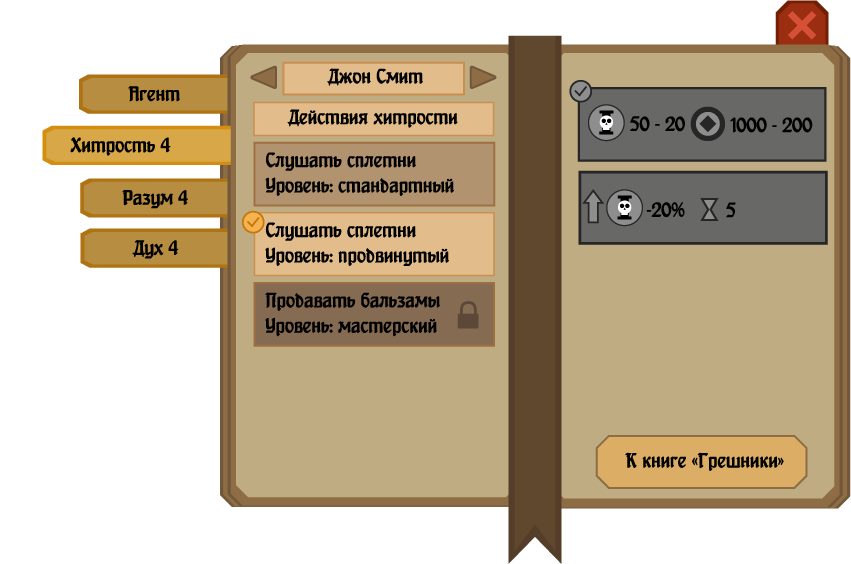 Агент
Хитрость 4
Разум 4
Дух 4
Джон Смит
Действия хитрости
Слушать сплетни
Уровень: стандартный
Слушать сплетни
Уровень: продвинутый
Продавать бальзамы
Уровень: мастерский
50 - 20 1000 - 200
-20% 5
К книге «Грешники»